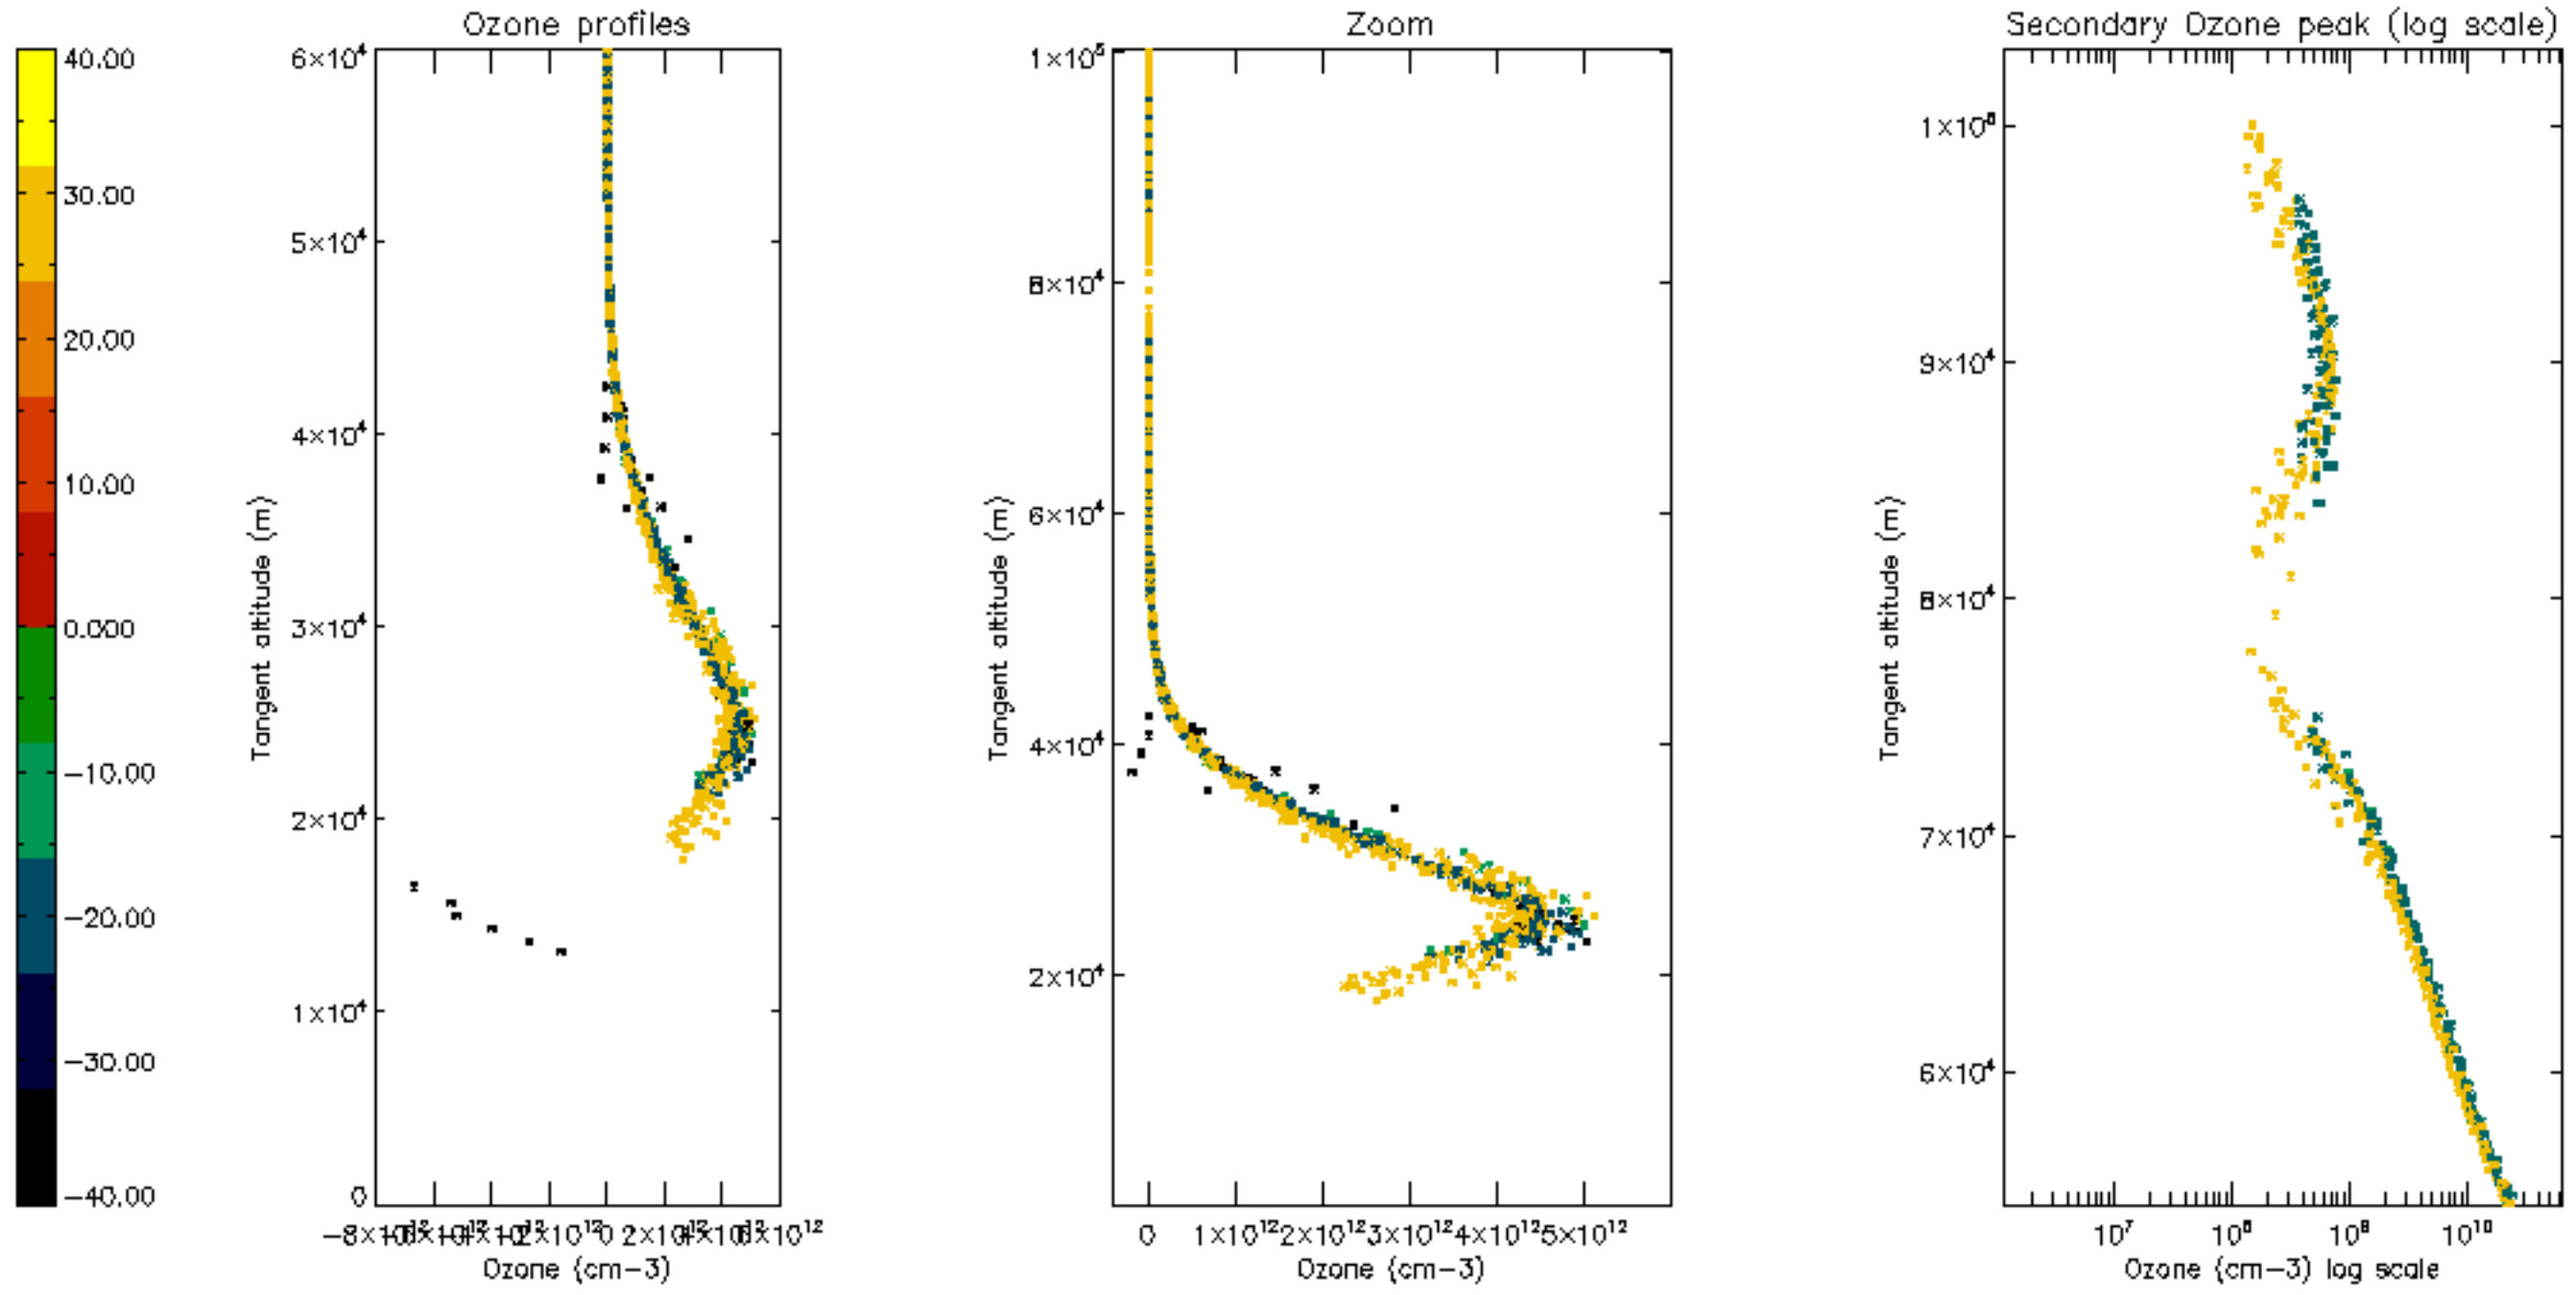 Ozone profiles
Zoom
Secondary Ozone peak (log scale)
40.00
30.00
20.00
10.00
0.000
−10.00
−20.00
−30.00
−40.00
Tangent altitude (m)
6×10⁴
5×10⁴
4×10⁴
3×10⁴
2×10⁴
1×10⁴
0
0
Ozone (cm−3)
Tangent altitude (m)
1×10⁵
8×10⁴
6×10⁴
4×10⁴
2×10⁴
0 1×10¹² 2×10¹² 3×10¹² 4×10¹² 5×10¹²
Ozone (cm−3)
Tangent altitude (m)
1×10⁵
9×10⁴
8×10⁴
7×10⁴
6×10⁴
10⁷ 10⁸ 10⁹ 10¹⁰
Ozone (cm−3) log scale